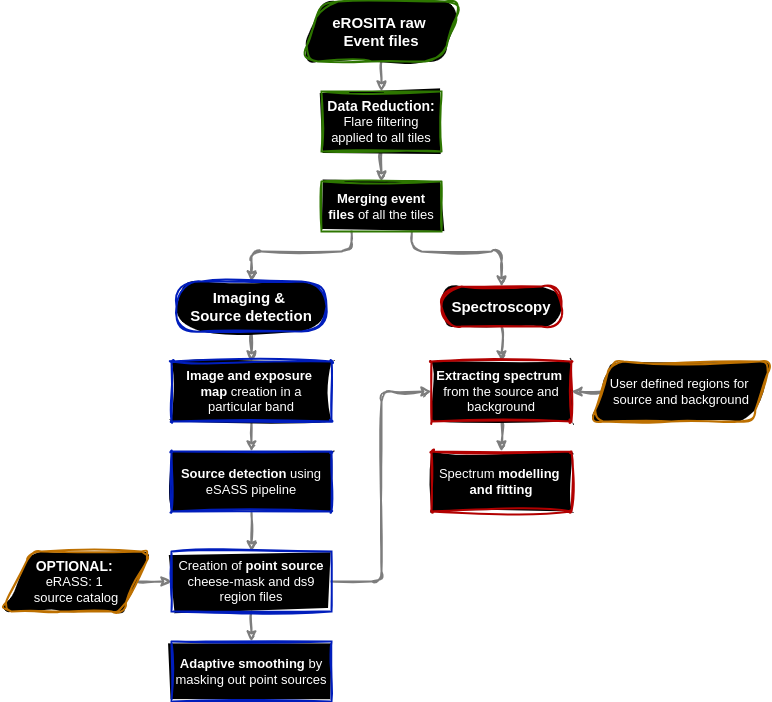 eROSITA raw
Event files
Data Reduction:
Flare filtering
applied to all tiles
Merging event
files of all the tiles
Imaging &
Source detection
Spectroscopy
Image and exposure
map creation in a
particular band
Extracting spectrum
from the source and
background
User defined regions for
source and background
Source detection using
eSASS pipeline
Spectrum modelling
and fitting
OPTIONAL:
eRASS: 1
source catalog
Creation of point source
cheese-mask and ds9
region files
Adaptive smoothing by
masking out point sources